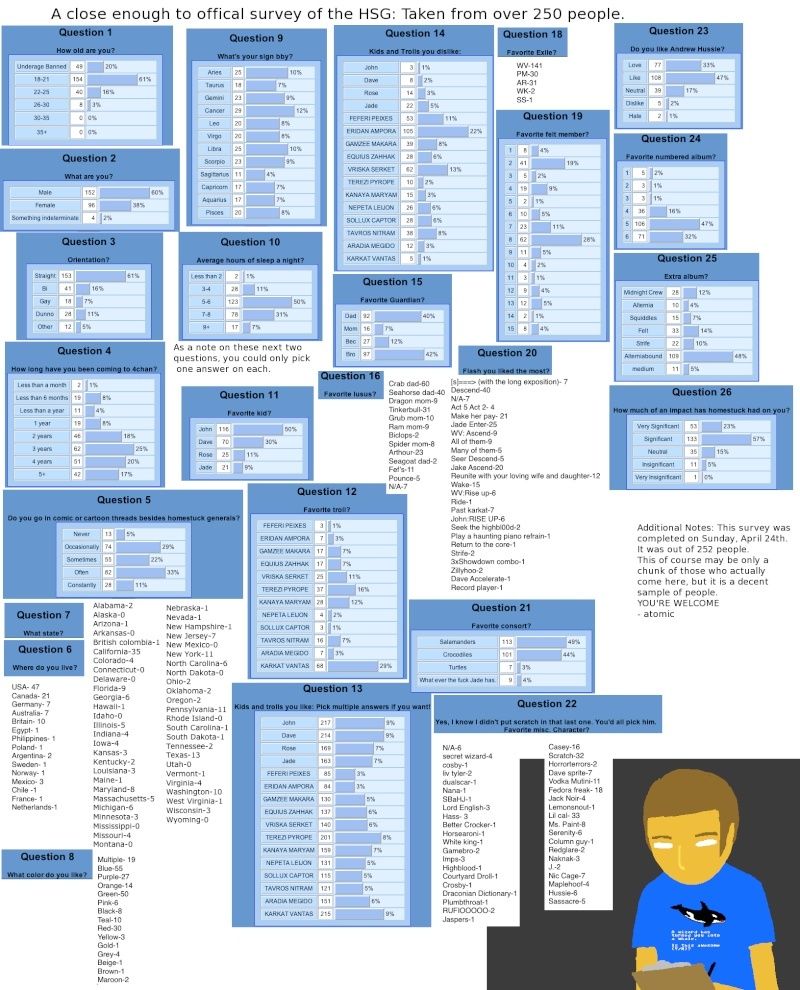 A close enough to offical survey of the HSG: Taken from over 250 people.
Question 1
How old are you?
Underage Banned 49 20%
18-21 154 61%
22-25 40 16%
26-30 8 3%
30-35 0 0%
35+ 0 0%
Question 2
What are you?
Male 152 60%
Female 96 38%
Something indeterminate 4 2%
Question 3
Orientation?
Straight 153 61%
Bi 41 16%
Gay 18 7%
Dunno 28 11%
Other 12 5%
Question 4
How long have you been coming to 4chan?
Less than a month 2 1%
Less than 6 months 19 8%
Less than a year 11 4%
1 year 19 8%
2 years 46 18%
3 years 62 25%
4 years 51 20%
5+ 42 17%
Question 5
Do you go in comic or cartoon threads besides homestuck generals?
Never 13 5%
Occasionally 74 29%
Sometimes 55 22%
Often 82 33%
Constantly 28 11%
Question 7
What state?
Question 6
Where do you live?
USA- 47
Canada- 21
Germany- 7
Australia- 7
Britain- 10
Egypt- 1
Philippines- 1
Poland- 1
Argentina- 2
Sweden- 1
Norway- 1
Mexico- 3
Chile -1
France- 1
Netherlands-1
Alabama-2
Alaska-0
Arizona-1
Arkansas-0
British colombia-1
California-35
Colorado-4
Connecticut-0
Delaware-0
Florida-9
Georgia-6
Hawaii-1
Idaho-0
Illinois-5
Indiana-4
Iowa-4
Kansas-3
Kentucky-2
Louisiana-3
Maine-1
Maryland-8
Massachusetts-5
Michigan-6
Minnesota-3
Mississippi-0
Missouri-4
Montana-0
Nebraska-1
Nevada-1
New Hampshire-1
New Jersey-7
New Mexico-0
New York-11
North Carolina-6
North Dakota-0
Ohio-2
Oklahoma-2
Oregon-2
Pennsylvania-11
Rhode Island-0
South Carolina-1
South Dakota-1
Tennessee-2
Texas-13
Utah-0
Vermont-1
Virginia-4
Washington-10
West Virginia-1
Wisconsin-3
Wyoming-0
Question 8
What color do you like?
Multiple- 19
Blue-55
Purple-27
Orange-14
Green-50
Pink-6
Black-8
Teal-10
Red-30
Yellow-3
Gold-1
Grey-4
Beige-1
Brown-1
Maroon-2
Question 9
What's your sign bby?
Aries 25 10%
Taurus 18 7%
Gemini 23 9%
Cancer 29 12%
Leo 20 8%
Virgo 20 8%
Libra 25 10%
Scorpio 23 9%
Sagittarius 11 4%
Capricorn 17 7%
Aquarius 17 7%
Pisces 20 8%
Question 10
Average hours of sleep a night?
Less than 2 2 1%
3-4 28 11%
5-6 123 50%
7-8 78 31%
9+ 17 7%
As a note on these next two
questions, you could only pick
one answer on each.
Question 11
Favorite kid?
John 116 50%
Dave 70 30%
Rose 25 11%
Jade 21 9%
Question 12
Favorite troll?
FEFERI PEIXES 3 1%
ERIDAN AMPORA 7 3%
GAMZEE MAKARA 17 7%
EQUIUS ZAHHAK 17 7%
VRISKA SERKET 25 11%
TEREZI PYROPE 37 16%
KANAYA MARYAM 28 12%
NEPETA LEIJON 4 2%
SOLLUX CAPTOR 3 1%
TAVROS NITRAM 16 7%
ARADIA MEGIDO 7 3%
KARKAT VANTAS 68 29%
Question 13
Kids and trolls you like: Pick multiple answers if you want!
John 217 9%
Dave 214 9%
Rose 169 7%
Jade 163 7%
FEFERI PEIXES 85 3%
ERIDAN AMPORA 84 3%
GAMZEE MAKARA 130 5%
EQUIUS ZAHHAK 137 6%
VRISKA SERKET 140 6%
TEREZI PYROPE 201 8%
KANAYA MARYAM 159 7%
NEPETA LEIJON 131 5%
SOLLUX CAPTOR 115 5%
TAVROS NITRAM 121 5%
ARADIA MEGIDO 151 6%
KARKAT VANTAS 215 9%
Question 14
Kids and Trolls you dislike:
John 3 1%
Dave 8 2%
Rose 14 3%
Jade 22 5%
FEFERI PEIXES 53 11%
ERIDAN AMPORA 105 22%
GAMZEE MAKARA 39 8%
EQUIUS ZAHHAK 28 6%
VRISKA SERKET 62 13%
TEREZI PYROPE 10 2%
KANAYA MARYAM 15 3%
NEPETA LEIJON 26 6%
SOLLUX CAPTOR 28 6%
TAVROS NITRAM 38 8%
ARADIA MEGIDO 12 3%
KARKAT VANTAS 5 1%
Question 15
Favorite Guardian?
Dad 92 40%
Mom 16 7%
Bec 27 12%
Bro 97 42%
Question 16
Favorite lusus?
Crab dad-60
Seahorse dad-40
Dragon mom-9
Tinkerbull-31
Grub mom-10
Ram mom-9
Biclops-2
Spider mom-8
Arthour-23
Seagoat dad-2
Fef's-11
Pounce-5
N/A-7
Question 18
Favorite Exile?
WV-141
PM-30
AR-31
WK-2
SS-1
Question 19
Favorite felt member?
1 8 4%
2 41 19%
3 5 2%
4 19 9%
5 2 1%
6 10 5%
7 23 11%
8 62 28%
9 11 5%
10 4 2%
11 3 1%
12 9 4%
13 12 5%
14 2 1%
15 8 4%
Question 20
Flash you liked the most?
[s]===> (with the long exposition)- 7
Descend-40
N/A-7
Act 5 Act 2- 4
Make her pay- 21
Jade Enter-25
WV: Ascend-9
All of them-9
Many of them-5
Seer Descend-5
Jake Ascend-20
Reunite with your loving wife and daughter-12
Wake-15
WV:Rise up-6
Ride-1
Past karkat-7
John:RISE UP-6
Seek the highbl00d-2
Play a haunting piano refrain-1
Return to the core-1
Strife-2
3xShowdown combo-1
Zillyhoo-2
Dave Accelerate-1
Record player-1
Question 21
Favorite consort?
Salamanders 113 49%
Crocodiles 101 44%
Turtles 7 3%
What ever the fuck Jade has. 9 4%
Question 22
Yes, I know I didn't put scratch in that last one. You'd all pick him.
Favorite misc. Character?
N/A-6
secret wizard-4
cosby-1
liv tyler-2
dualscar-1
Nana-1
SBaHJ-1
Lord English-3
Hass- 3
Better Crocker-1
Horsearoni-1
White king-1
Gamebro-2
Imps-3
Highblood-1
Courtyard Droll-1
Crosby-1
Draconian Dictionary-1
Plumbthroat-1
RUFIOOOOO-2
Jaspers-1
Casey-16
Scratch-32
Horrorterrors-2
Dave sprite-7
Vodka Mutini-11
Fedora freak- 18
Jack Noir-4
Lemonsnout-1
Lil cal- 33
Ms. Paint-8
Serenity-6
Column guy-1
Redglare-2
Naknak-3
J.-2
Nic Cage-7
Maplehoof-4
Hussie-6
Sassacre-5
Question 23
Do you like Andrew Hussie?
Love 77 33%
Like 108 47%
Neutral 39 17%
Dislike 5 2%
Hate 2 1%
Question 24
Favorite numbered album?
1 5 2%
2 3 1%
3 3 1%
4 36 16%
5 106 47%
6 71 32%
Question 25
Extra album?
Midnight Crew 28 12%
Alternia 10 4%
Squiddles 15 7%
Felt 33 14%
Strife 22 10%
Alterniabound 109 48%
medium 11 5%
Question 26
How much of an impact has homestuck had on you?
Very Significant 53 23%
Significant 133 57%
Neutral 35 15%
Insignificant 11 5%
Very Insignificant 1 0%
Additional Notes: This survey was
completed on Sunday, April 24th.
It was out of 252 people.
This of course may be only a
chunk of those who actually
come here, but it is a decent
sample of people.
YOU'RE WELCOME
- atomic
A wizard has
turned you into
a whale.